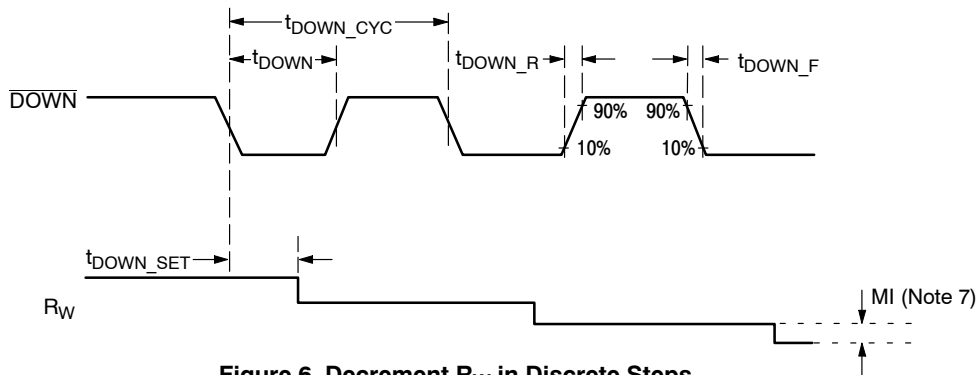 tDOWN_CYC
tDOWN
tDOWN_R
tDOWN_F
DOWN
90%
90%
10%
10%
tDOWN_SET
MI (Note 7)
RW
Figure 6. Decrement RW in Discrete Steps